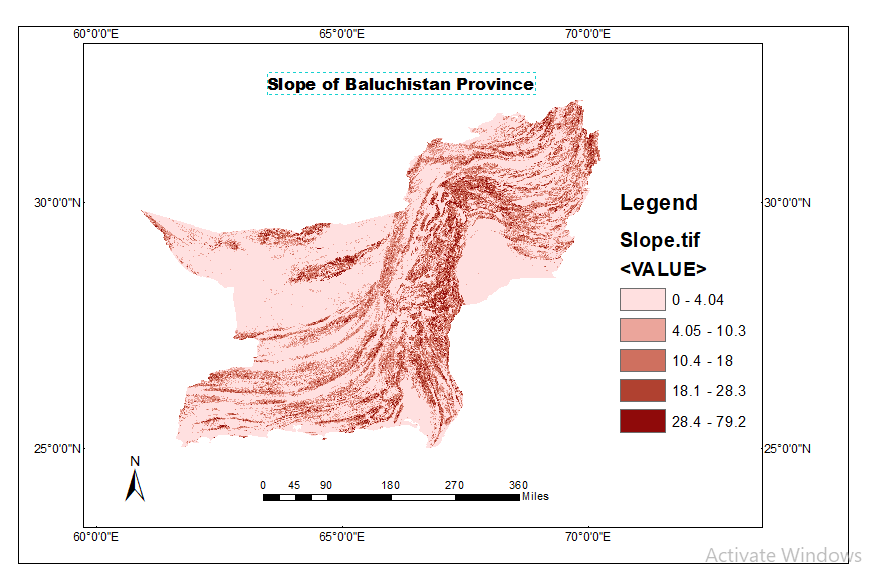 60°0'0"E 65°0'0"E 70°0'0"E
Slope of Baluchistan Province
30°0'0"N 30°0'0"N
Legend
Slope.tif
<VALUE>
0 - 4.04
4.05 - 10.3
10.4 - 18
18.1 - 28.3
28.4 - 79.2
25°0'0"N 25°0'0"N
N
0 45 90 180 270 360
Miles
60°0'0"E 65°0'0"E 70°0'0"E
Activate Windows